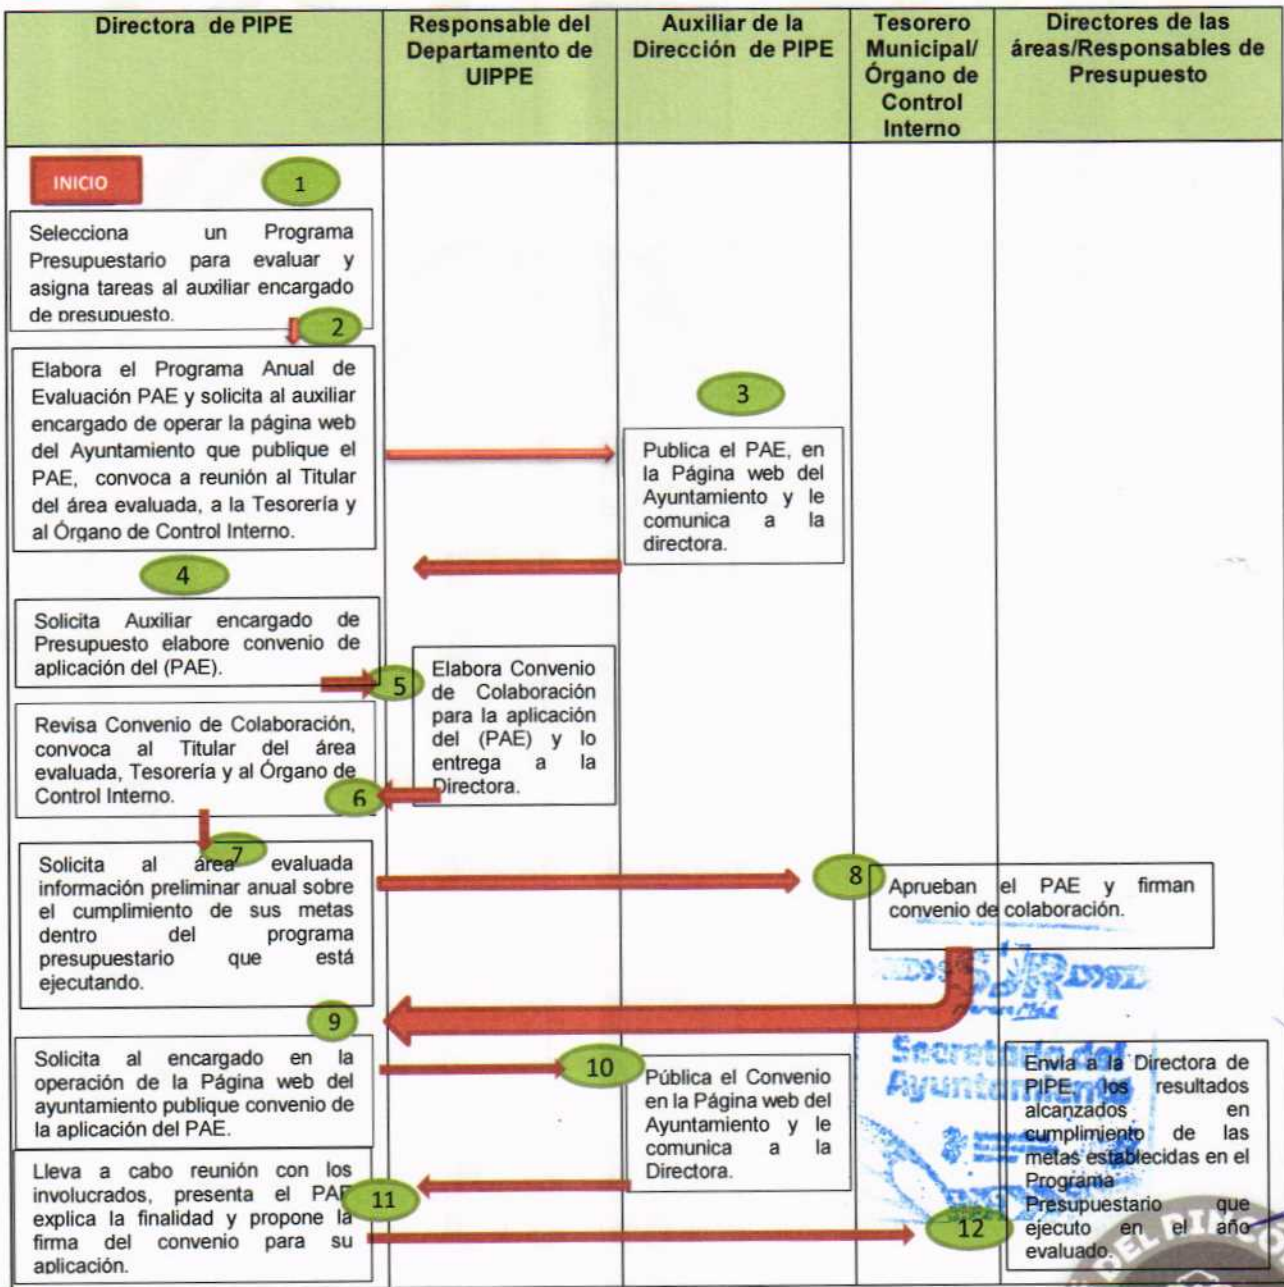 Directora de PIPE
Responsable del
Departamento de
UIPPE
Auxiliar de la
Dirección de PIPE
Tesorero
Municipal/
Órgano de
Control
Interno
Directores de las
áreas/Responsables de
Presupuesto
INICIO
1
Selecciona un Programa
Presupuestario para evaluar y
asigna tareas al auxiliar encargado
de presupuesto.
2
Elabora el Programa Anual de
Evaluación PAE y solicita al auxiliar
encargado de operar la página web
del Ayuntamiento que publique el
PAE, convoca a reunión al Titular
del área evaluada, a la Tesorería y
al Órgano de Control Interno.
3
Publica el PAE, en
la Página web del
Ayuntamiento y le
comunica a la
directora.
4
Solicita Auxiliar encargado de
Presupuesto elabore convenio de
aplicación del (PAE).
5
Elabora Convenio
de Colaboración
para la aplicación
del (PAE) y lo
entrega a la
Directora.
Revisa Convenio de Colaboración,
convoca al Titular del área
evaluada, Tesorería y al Órgano de
Control Interno.
6
7
Solicita al área evaluada
información preliminar anual sobre
el cumplimiento de sus metas
dentro del programa
presupuestario que está
ejecutando.
8
Aprueban el PAE y firman
convenio de colaboración.
9
Solicita al encargado en la
operación de la Página web del
ayuntamiento publique convenio de
la aplicación del PAE.
10
Pública el Convenio
en la Página web del
Ayuntamiento y le
comunica a la
Directora.
Secretaría del
Ayuntamiento
Envía a la Directora de
PIPE, los resultados
alcanzados en
cumplimiento de las
metas establecidas en el
Programa
Presupuestario que
ejecuto en el año
evaluado.
Lleva a cabo reunión con los
involucrados, presenta el PAE
explica la finalidad y propone la
firma del convenio para su
aplicación.
11
12
DEL